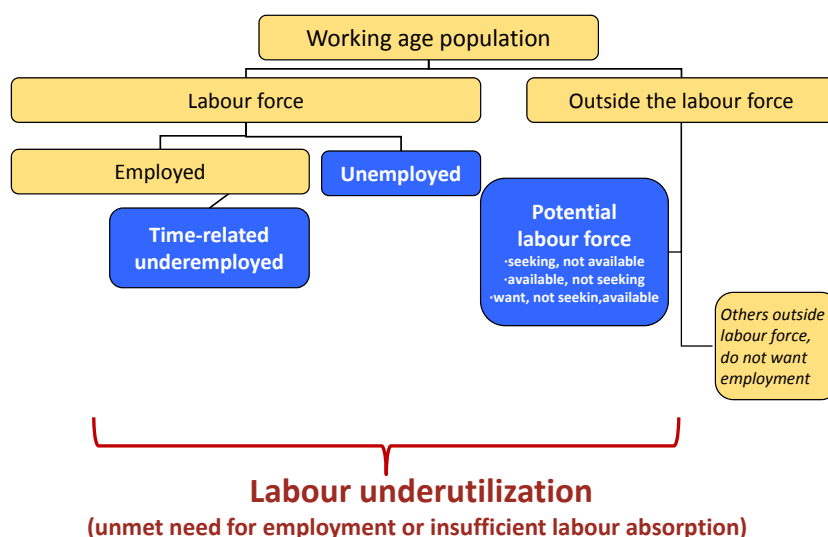 Working age population
Labour force
Outside the labour force
Employed
Unemployed
Time-related
underemployed
Potential
labour force
·seeking, not available
·available, not seeking
·want, not seekin,available
Others outside
labour force,
do not want
employment
Labour underutilization
(unmet need for employment or insufficient labour absorption)